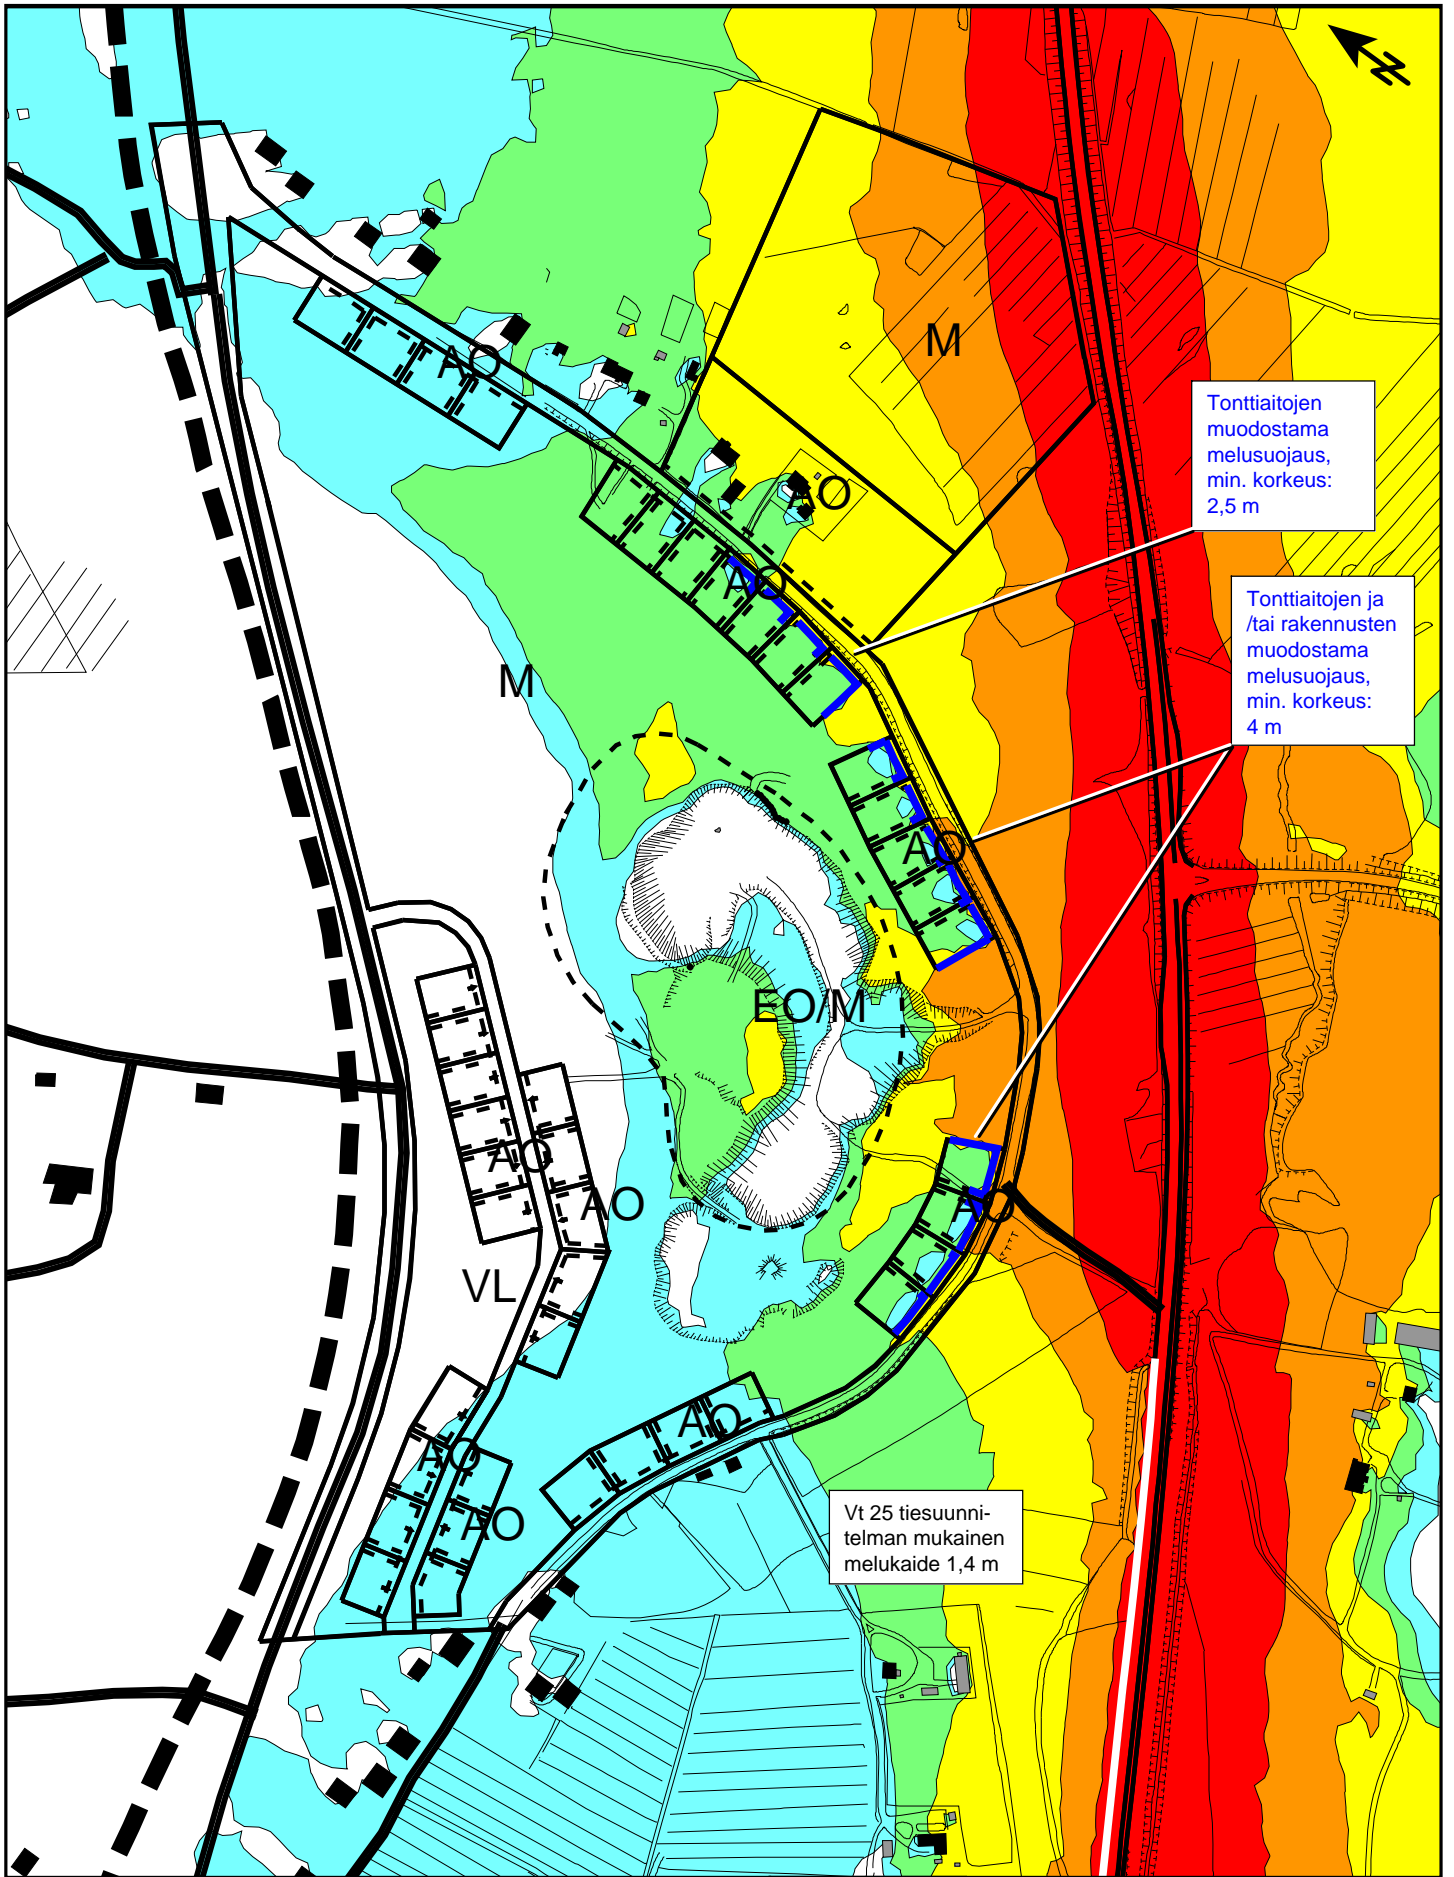 N
M
AO
Tonttiaitojen
muodostama
melusuojaus,
min. korkeus:
2,5 m
AO
AO
Tonttiaitojen ja
/tai rakennusten
muodostama
melusuojaus,
min. korkeus:
4 m
M
AO
EO/M
AO
AO
AO
VL
AO
AO
AO
Vt 25 tiesuunni-
telman mukainen
melukaide 1,4 m